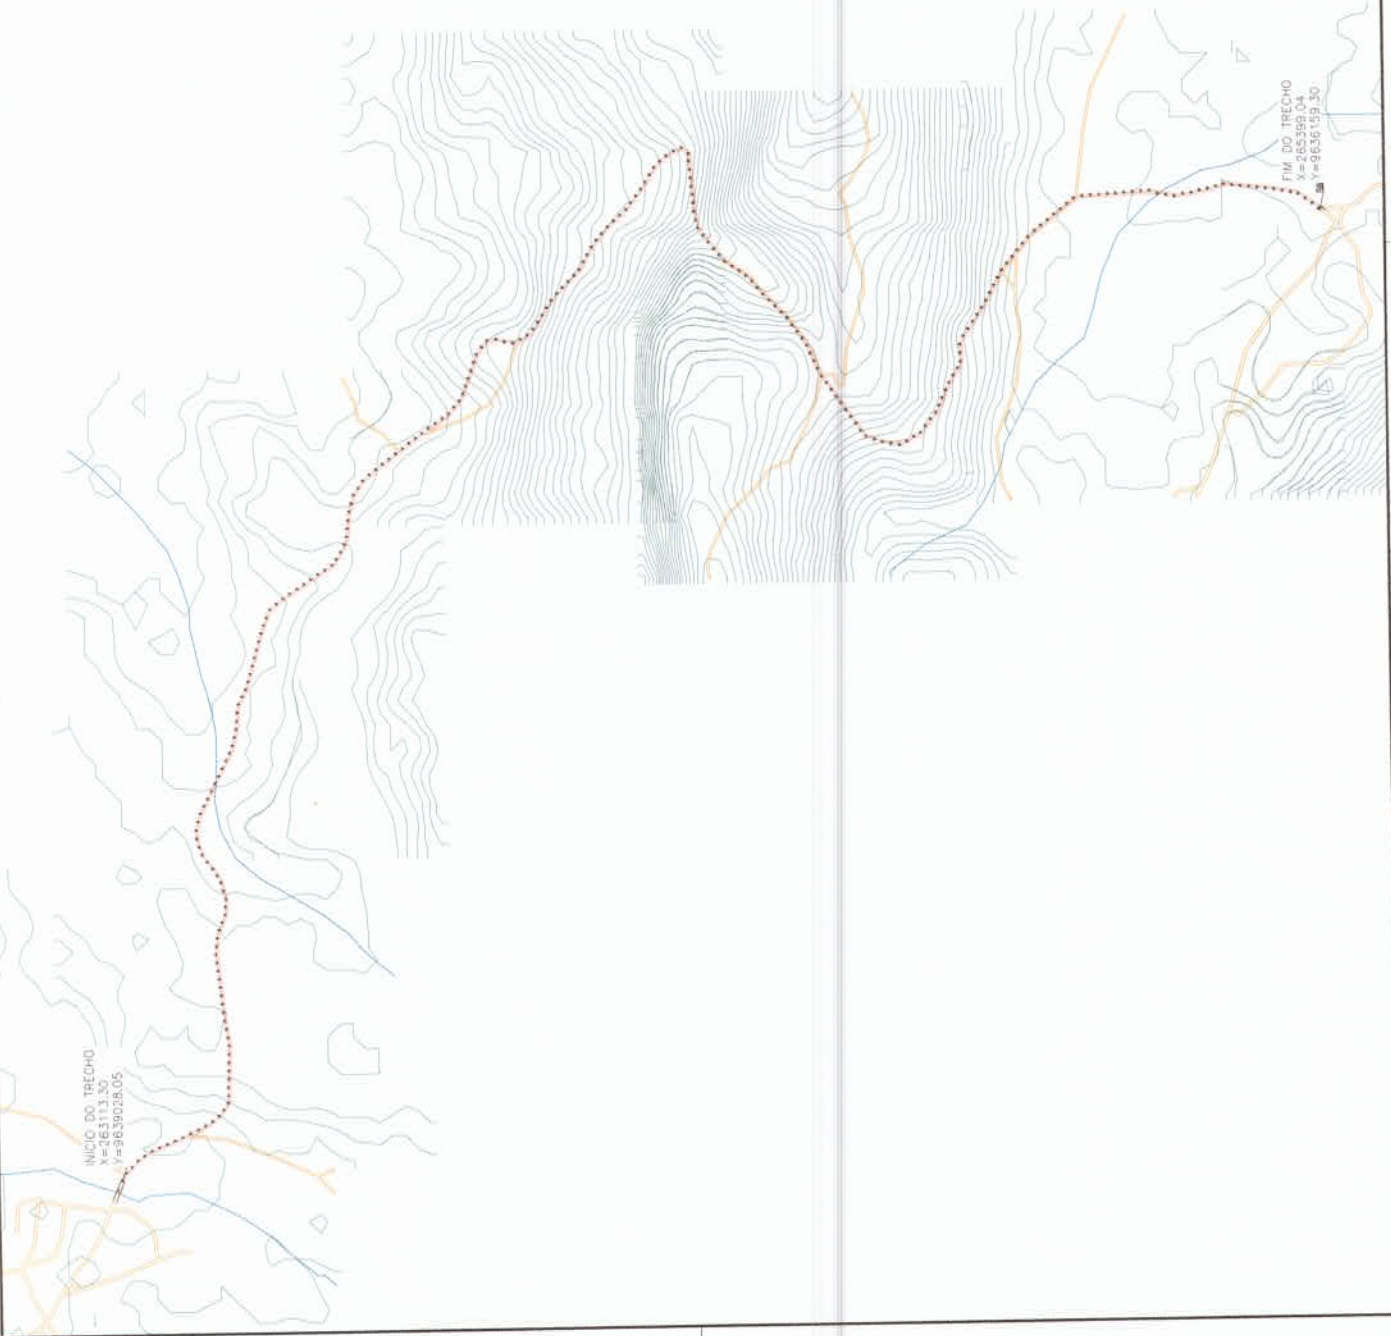 INICIO DO TRECHO
X=263113.30
Y=9639028.05
FIM DO TRECHO
X=265399.04
Y=9636159.30